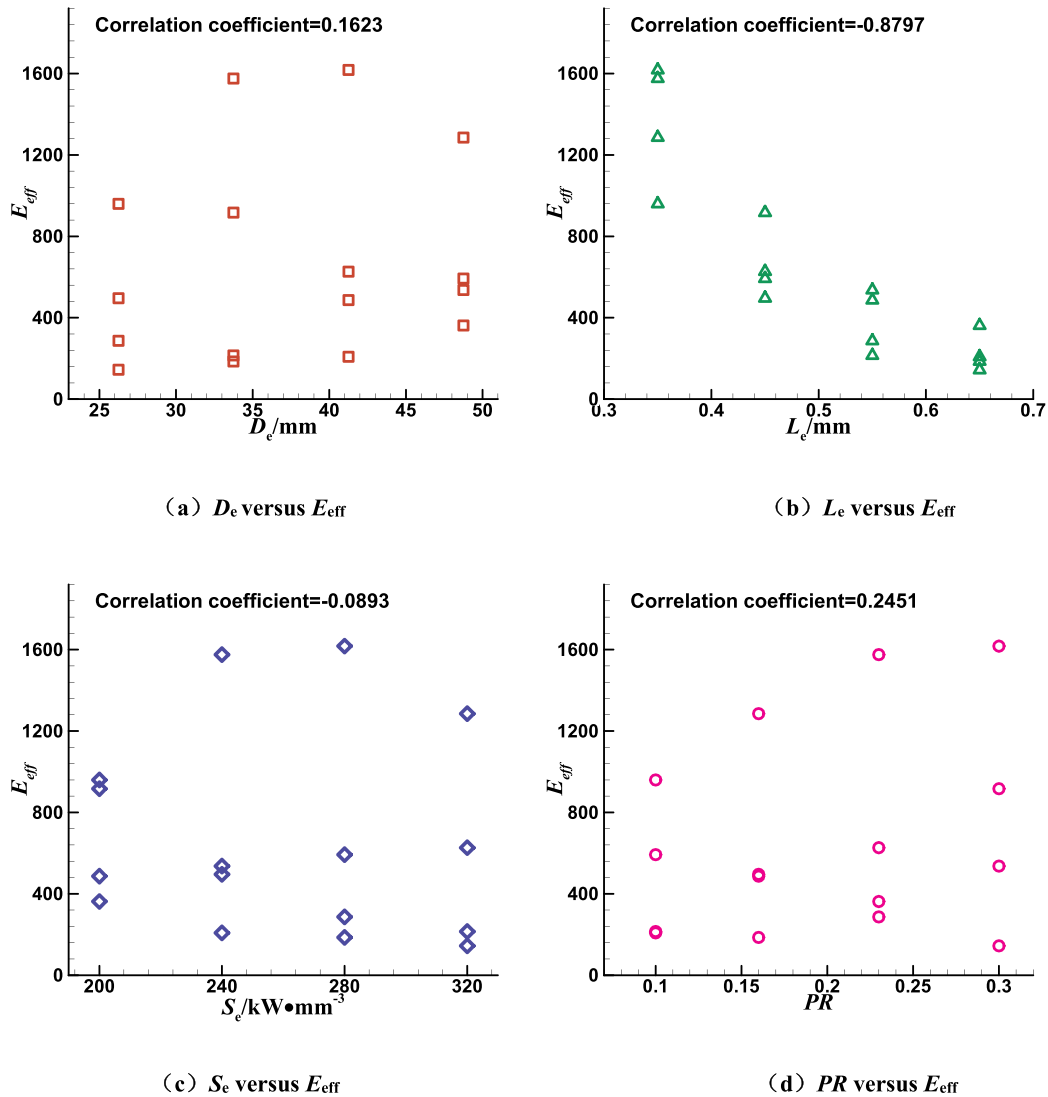 Correlation coefficient=0.1623
1600
1200
800
400
0
E_eff
25 30 35 40 45 50
D_e/mm
（a）D_e versus E_eff
Correlation coefficient=-0.8797
1600
1200
800
400
0
E_eff
0.3 0.4 0.5 0.6 0.7
L_e/mm
（b）L_e versus E_eff
Correlation coefficient=-0.0893
1600
1200
800
400
0
E_eff
200 240 280 320
S_e/kW•mm^-3
（c）S_e versus E_eff
Correlation coefficient=0.2451
1600
1200
800
400
0
E_eff
0.1 0.15 0.2 0.25 0.3
PR
（d）PR versus E_eff